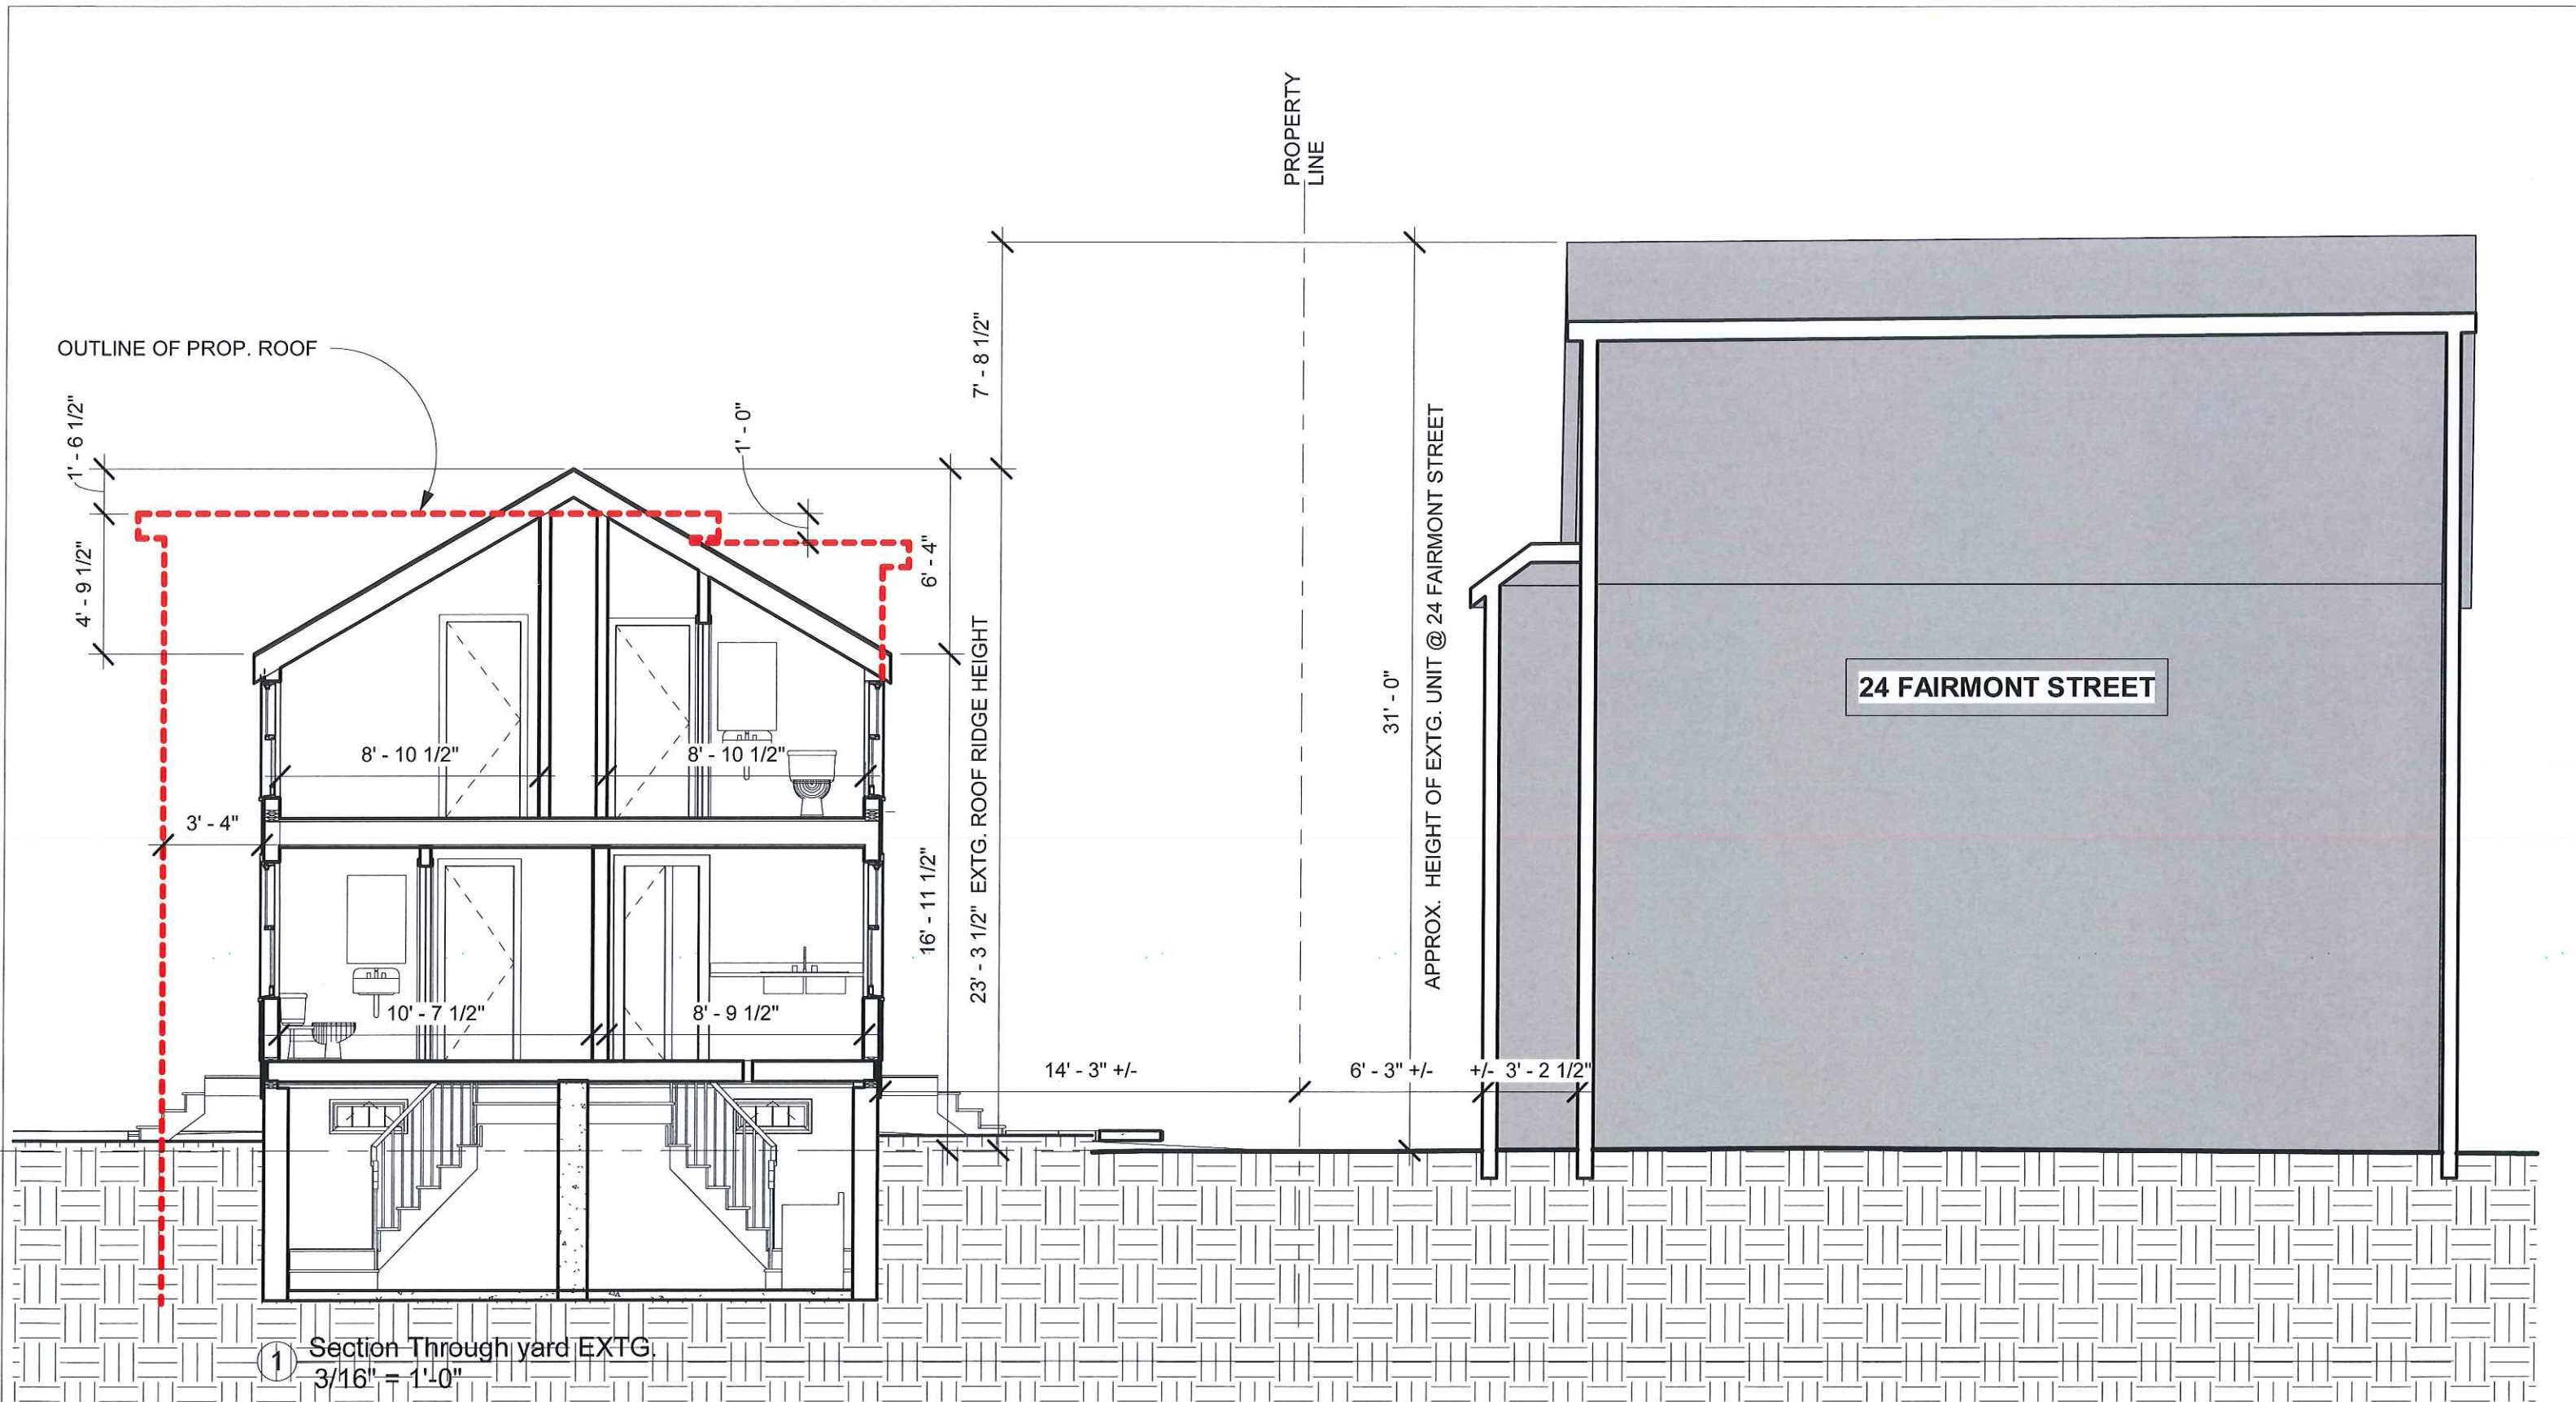 PROPERTY
LINE
OUTLINE OF PROP. ROOF
1' - 6 1/2"
4' - 9 1/2"
1' - 0"
7' - 8 1/2"
6' - 4"
16' - 11 1/2"
23' - 3 1/2" EXTG. ROOF RIDGE HEIGHT
31' - 0"
APPROX. HEIGHT OF EXTG. UNIT @ 24 FAIRMONT STREET
24 FAIRMONT STREET
8' - 10 1/2"
8' - 10 1/2"
3' - 4"
10' - 7 1/2"
8' - 9 1/2"
14' - 3" +/-
6' - 3" +/-
+/- 3' - 2 1/2"
1
Section Through yard EXTG.
3/16" = 1'-0"